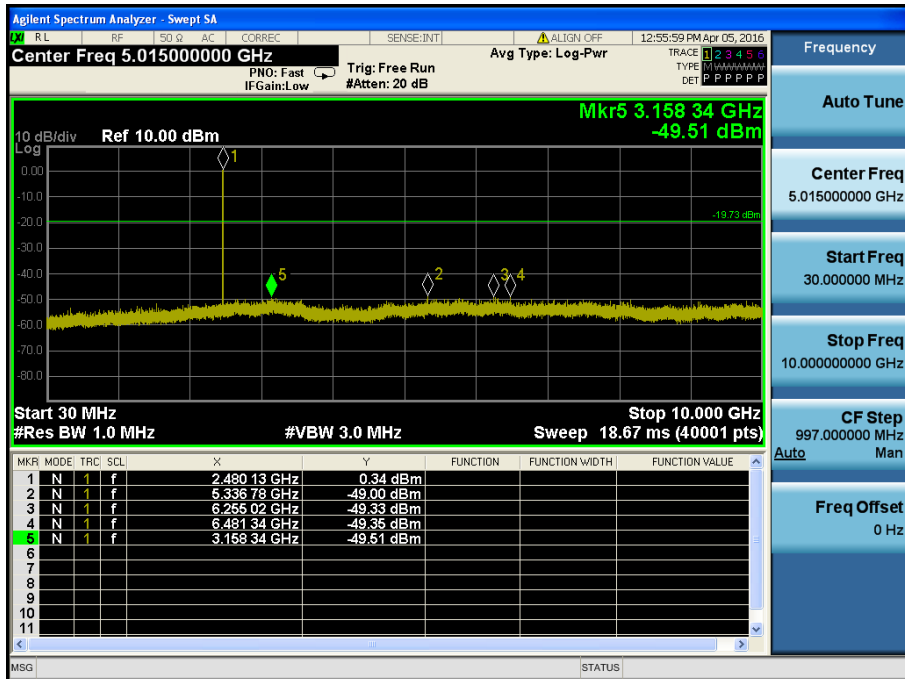 Agilent Spectrum Analyzer - Swept SA
LXI RL RF 50 Ω AC CORREC SENSE:INT ALIGN OFF 12:55:59 PM Apr 05, 2016
Center Freq 5.015000000 GHz
PNO: Fast
IFGain:Low
Trig: Free Run
#Atten: 20 dB
Avg Type: Log-Pwr
TRACE 1 2 3 4 5 6
TYPE MWWWWW
DET P P P P P P
Mkr5 3.158 34 GHz
-49.51 dBm
10 dB/div Ref 10.00 dBm
Log
0.00
-10.0
-20.0
-30.0
-40.0
-50.0
-60.0
-70.0
-80.0
1
-19.73 dBm
5
2
3
4
Start 30 MHz Stop 10.000 GHz
#Res BW 1.0 MHz #VBW 3.0 MHz Sweep 18.67 ms (40001 pts)
MKR MODE TRC SCL X Y FUNCTION FUNCTION WIDTH FUNCTION VALUE
1 N 1 f 2.480 13 GHz 0.34 dBm
2 N 1 f 5.336 78 GHz -49.00 dBm
3 N 1 f 6.255 02 GHz -49.33 dBm
4 N 1 f 6.481 34 GHz -49.35 dBm
5 N 1 f 3.158 34 GHz -49.51 dBm
6
7
8
9
10
11
MSG STATUS
Frequency
Auto Tune
Center Freq
5.015000000 GHz
Start Freq
30.000000 MHz
Stop Freq
10.000000000 GHz
CF Step
997.000000 MHz
Auto Man
Freq Offset
0 Hz